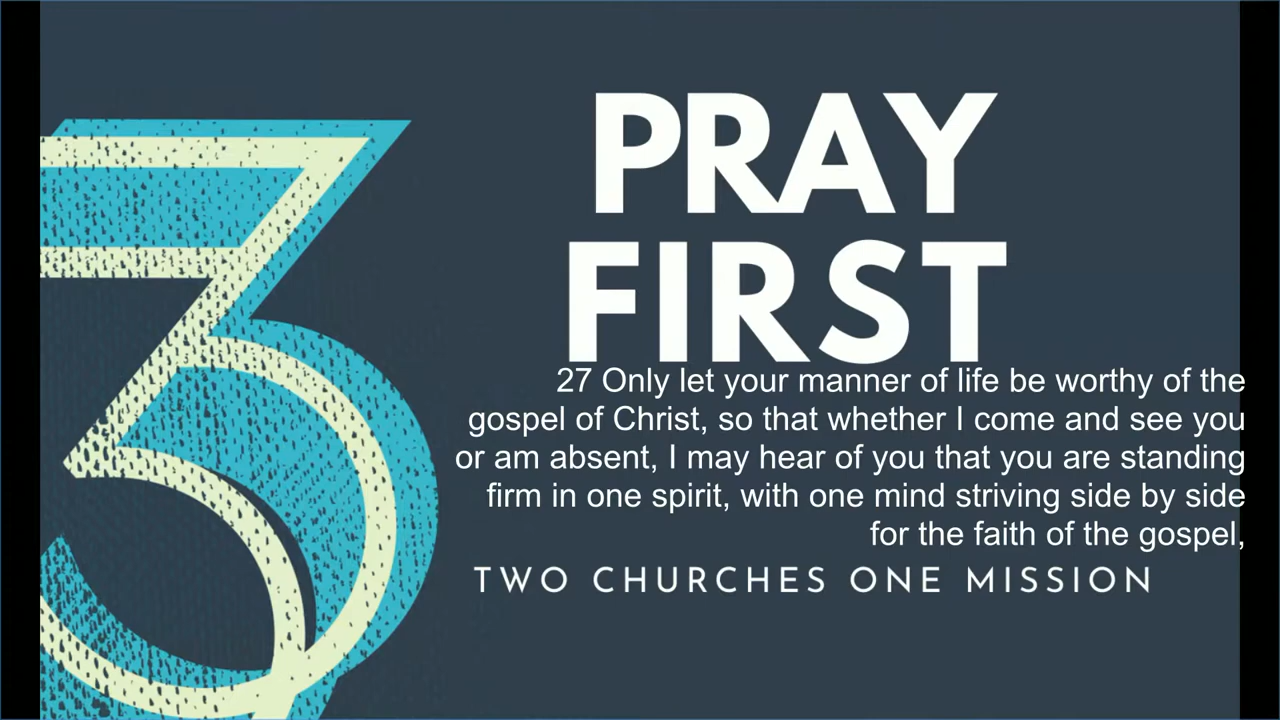 3
PRAY
FIRST
27 Only let your manner of life be worthy of the
gospel of Christ, so that whether I come and see you
or am absent, I may hear of you that you are standing
firm in one spirit, with one mind striving side by side
for the faith of the gospel,
TWO CHURCHES ONE MISSION